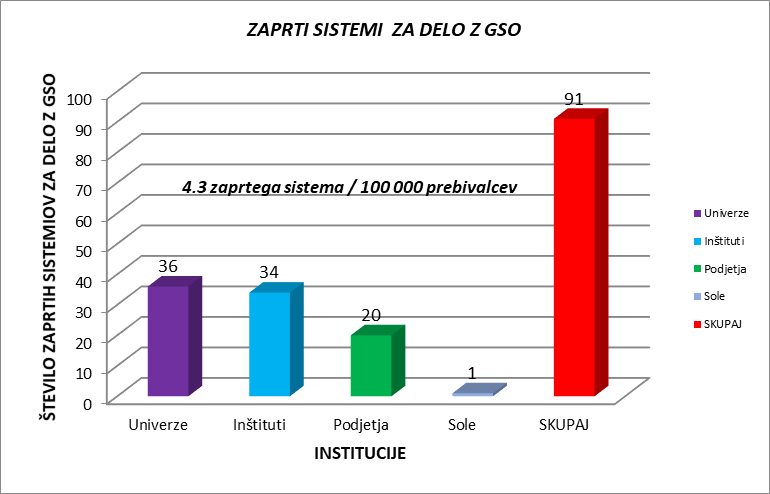 ZAPRTI SISTEMI  ZA DELO Z GSO
ŠTEVILO ZAPRTIH SISTEMIOV ZA DELO Z GSO
100
90
80
70
60
50
40
30
20
10
0
4.3 zaprtega sistema / 100 000 prebivalcev
36
34
20
1
91
Univerze
Inštituti
Podjetja
Sole
SKUPAJ
INSTITUCIJE
Univerze
Inštituti
Podjetja
Sole
SKUPAJ